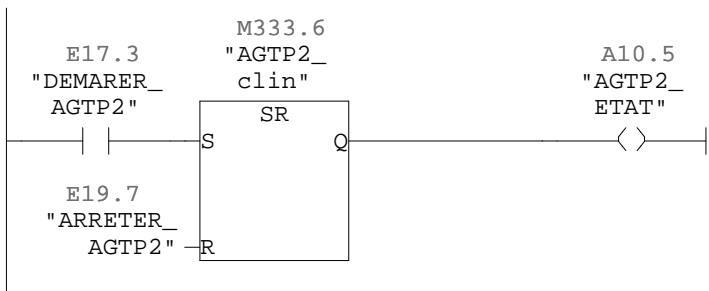 M333.6
E17.3
"AGTP2_
A10.5
"DEMARER_
clin"
"AGTP2_
AGTP2"
SR
ETAT"
S
Q
E19.7
"ARRETER_
AGTP2"
R